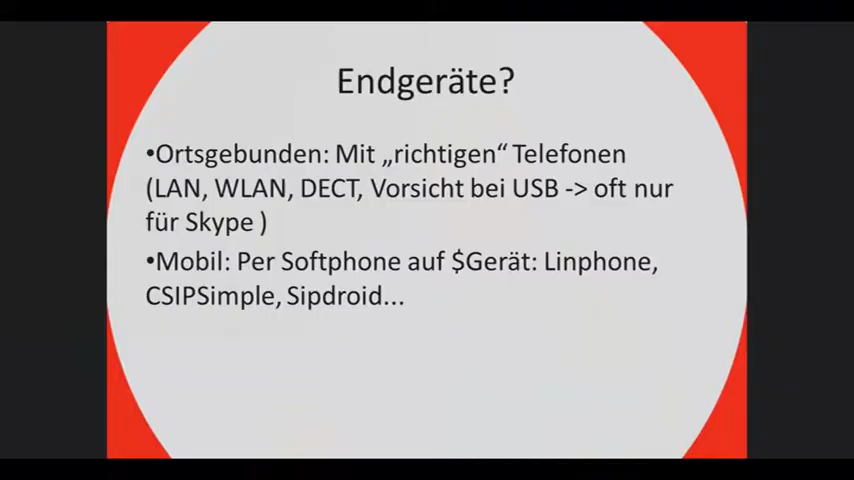 Endgeräte?
•Ortsgebunden: Mit „richtigen“ Telefonen
(LAN, WLAN, DECT, Vorsicht bei USB -> oft nur
für Skype )
•Mobil: Per Softphone auf $Gerät: Linphone,
CSIPSimple, Sipdroid...